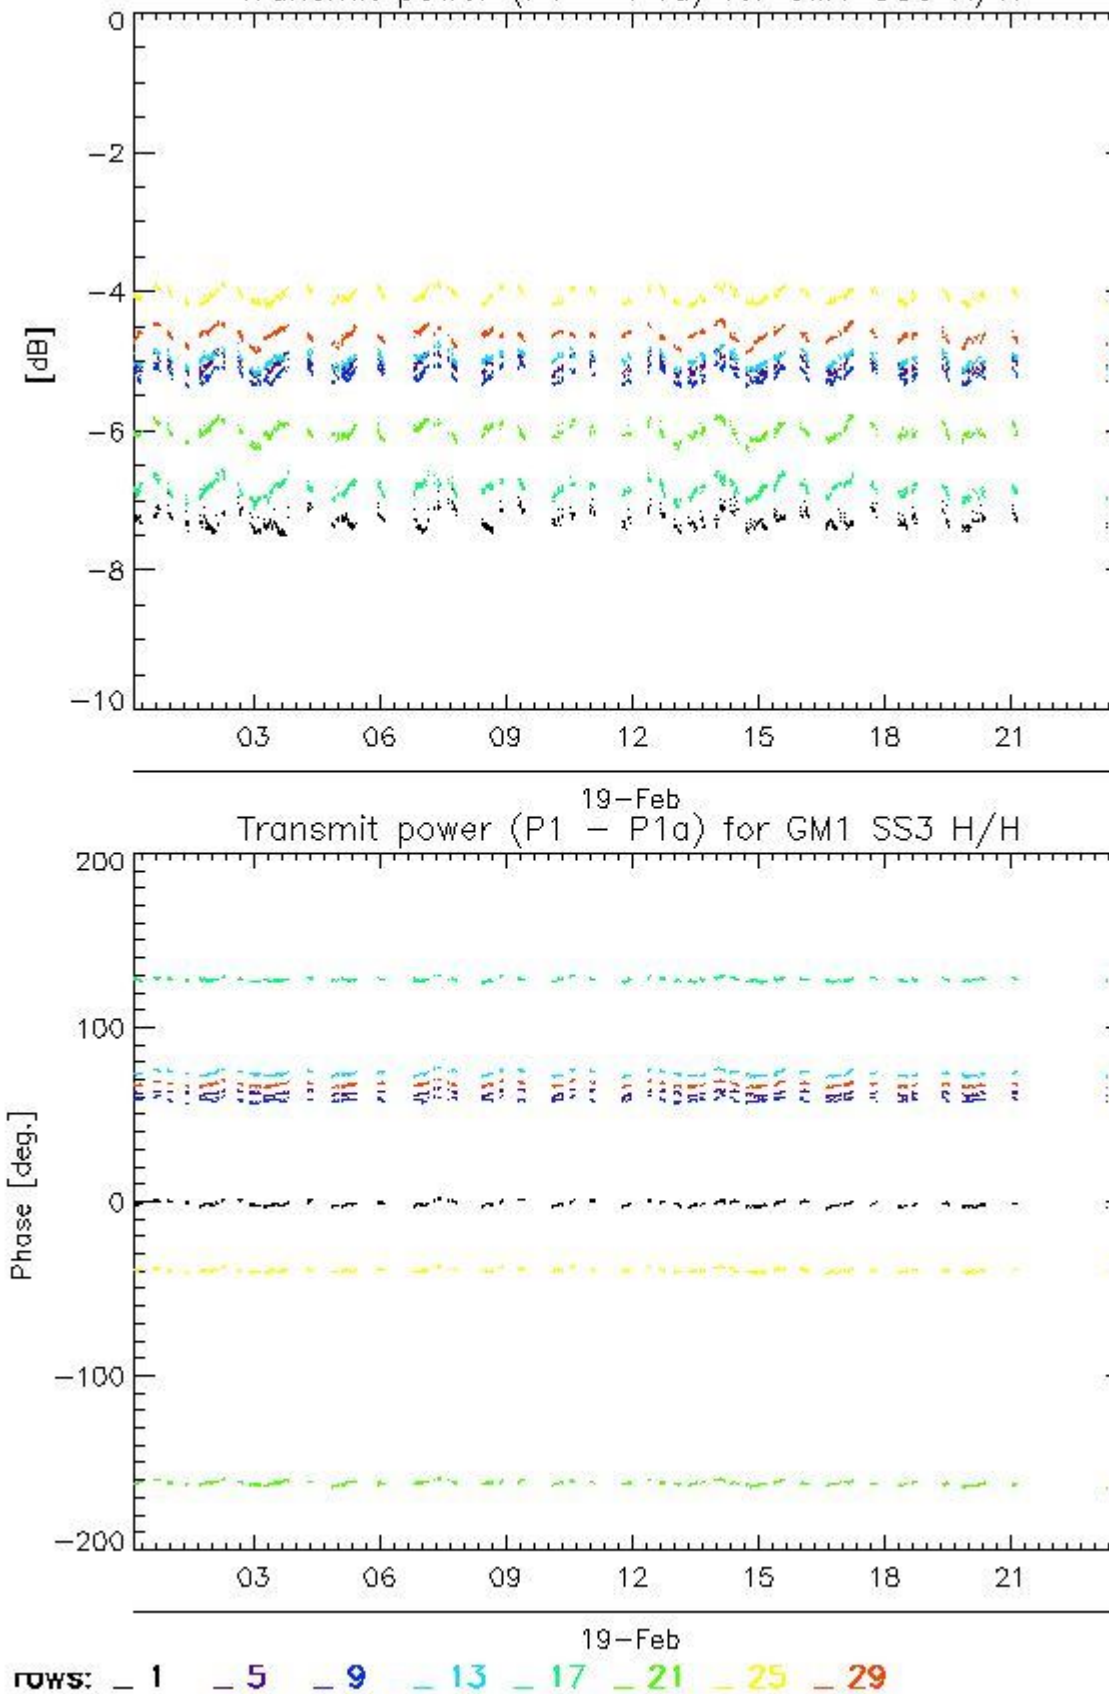 0
-2
-4
[dB]
-6
-8
-10
03 06 09 12 15 18 21
19-Feb
Transmit power (P1 - P1a) for GM1 SS3 H/H
200
100
0
Phase [deg.]
-100
-200
03 06 09 12 15 18 21
19-Feb
rows: _ 1 _ 5 _ 9 _ 13 _ 17 _ 21 _ 25 _ 29